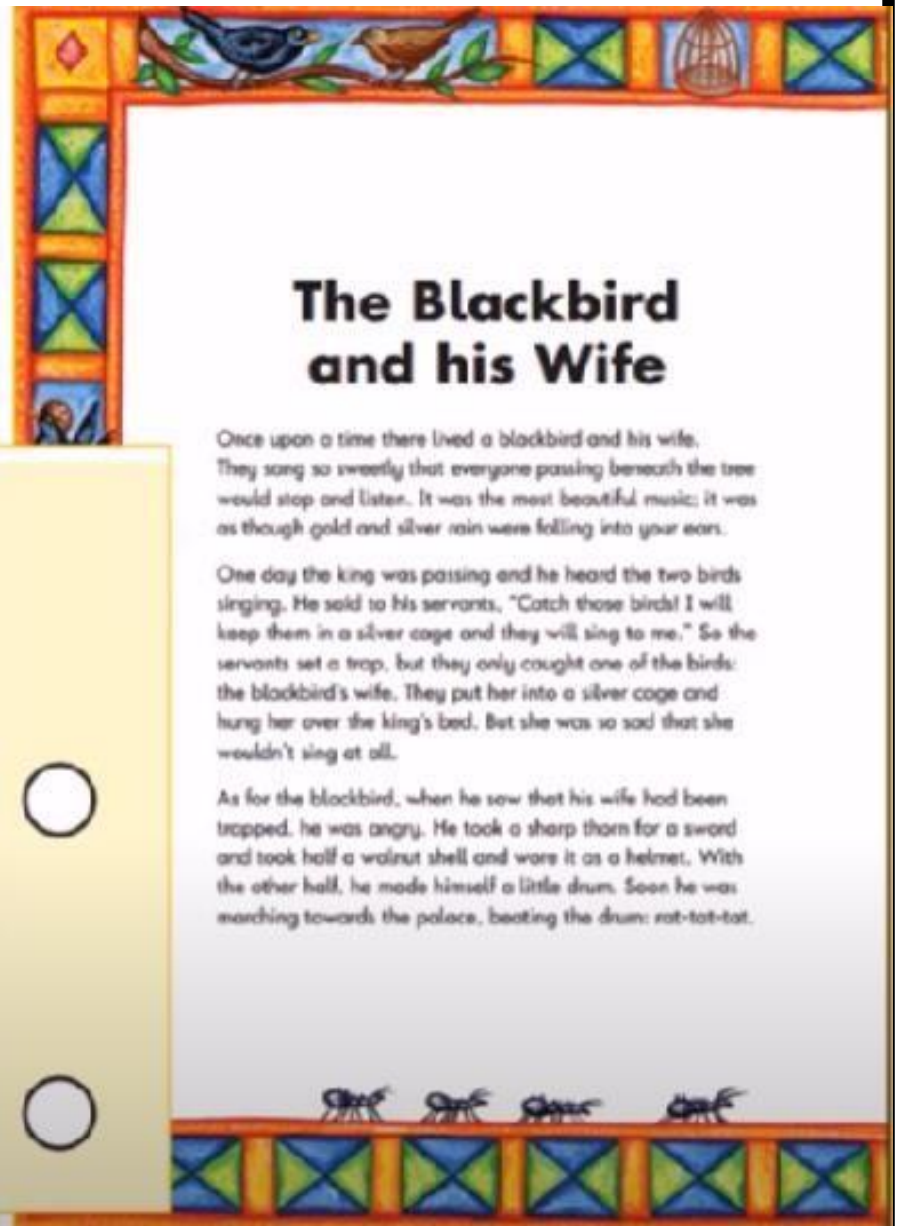 The Blackbird
and his Wife
Once upon a time there lived a blackbird and his wife.
They sang so sweetly that everyone passing beneath the tree
would stop and listen. It was the most beautiful music; it was
as though gold and silver rain were falling into your ears.
One day the king was passing and he heard the two birds
singing. He said to his servants, "Catch those birds! I will
keep them in a silver cage and they will sing to me." So the
servants set a trap, but they only caught one of the birds:
the blackbird's wife. They put her into a silver cage and
hung her over the king's bed. But she was so sad that she
wouldn't sing at all.
As for the blackbird, when he saw that his wife had been
trapped, he was angry. He took a sharp thorn for a sword
and took half a walnut shell and wore it as a helmet. With
the other half, he made himself a little drum. Soon he was
marching towards the palace, beating the drum: rat-tat-tat.